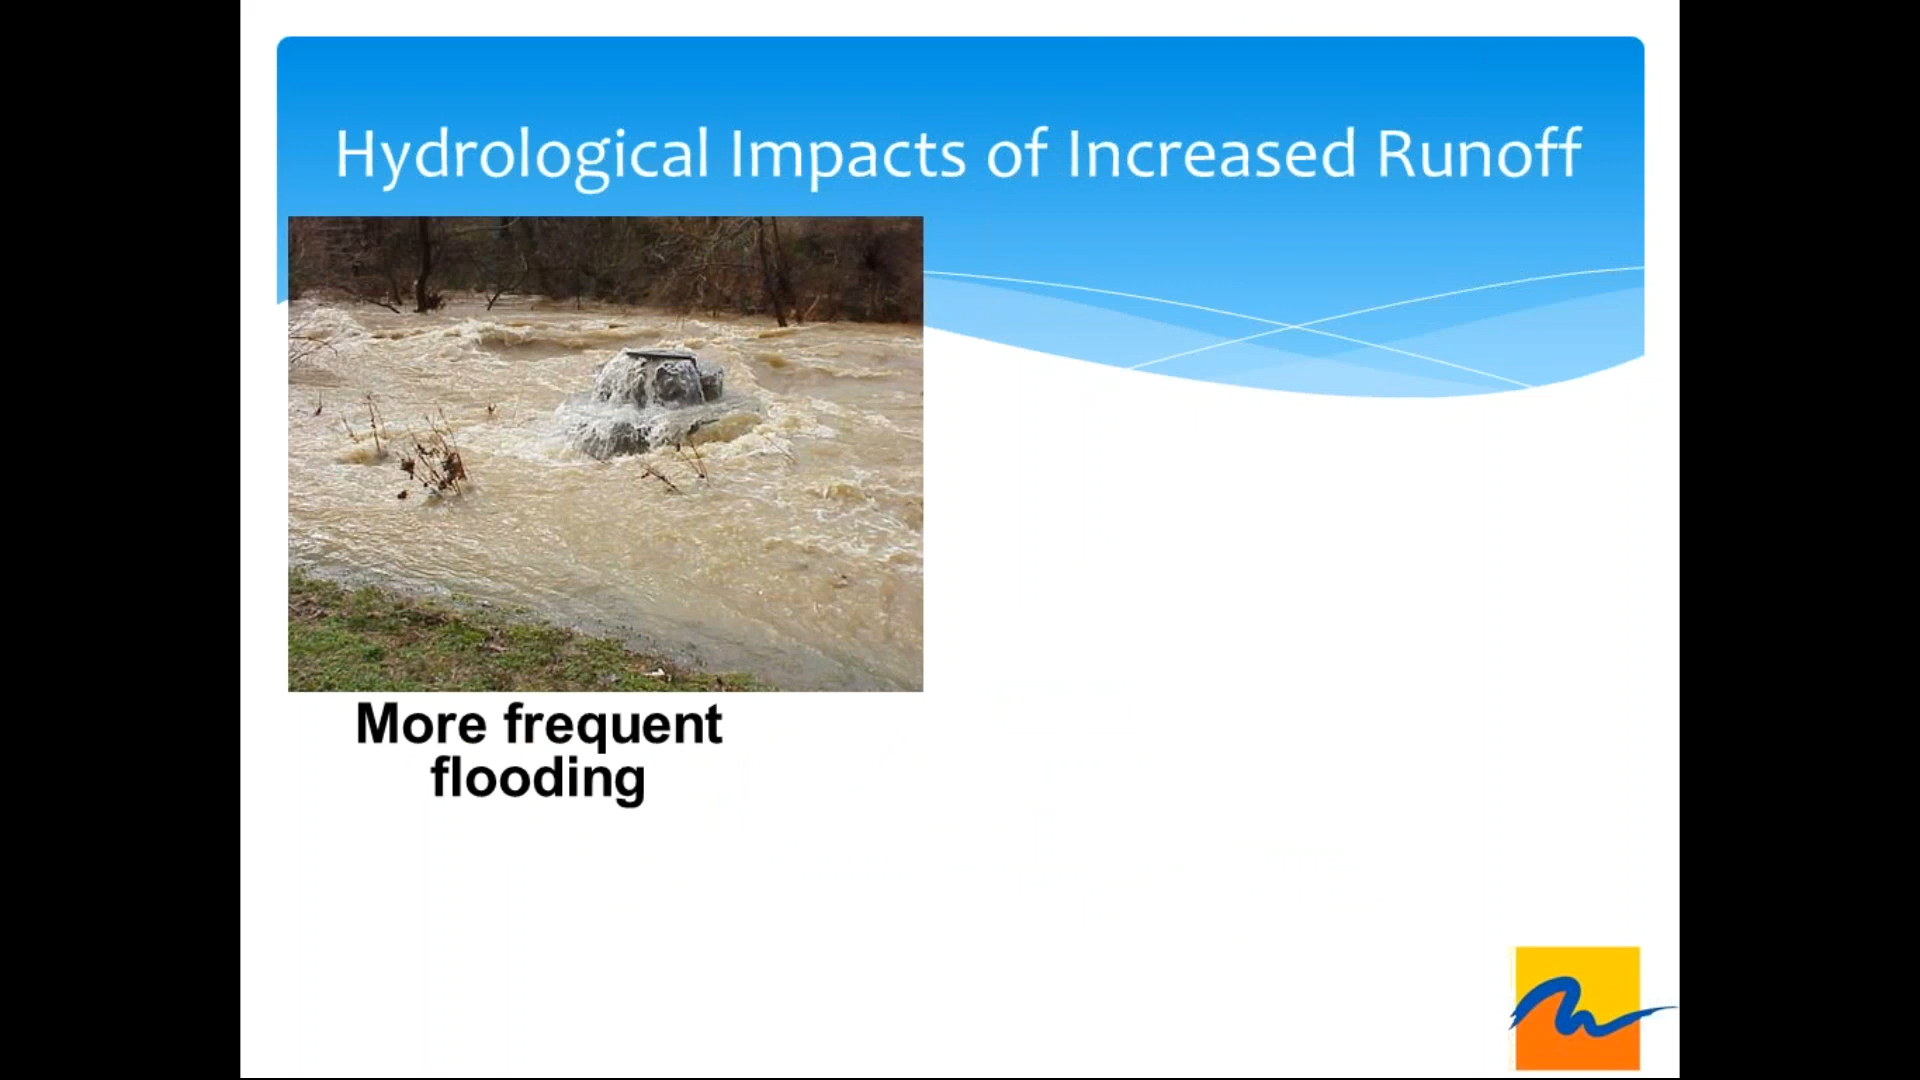 Hydrological Impacts of Increased Runoff
More frequent
flooding